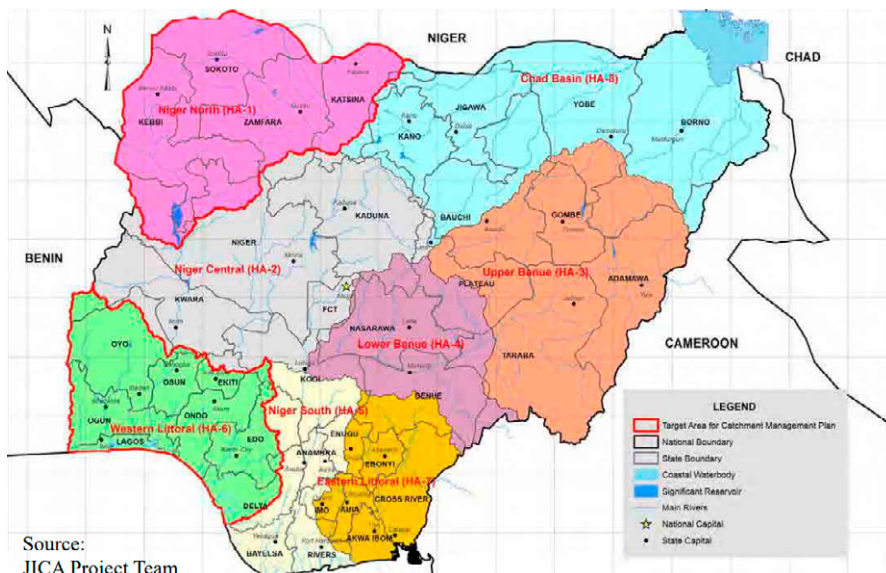 N
NIGER
CHAD
SOKOTO
Chad Basin (HA-8)
KATSINA
Niger North (HA-1)
YOBE
JIGAWA
BORNO
KEBBI
ZAMFARA
KANO
KADUNA
BAUCHI
GOMBE
NIGER
BENIN
Niger Central (HA-2)
Upper Benue (HA-3)
PLATEAU
ADAMAWA
KWARA
FCT
NASARAWA
CAMEROON
OYO
Lower Benue (HA-4)
TARABA
OSUN
EKITI
KOGI
BENUE
LEGEND
Niger South (HA-5)
OGUN
ONDO
Western Littoral (HA-6)
Target Area for Catchment Management Plan
LAGOS
EDO
ENUGU
National Boundary
ANAMBRA
EBONYI
State Boundary
Coastal Waterbody
Eastern Littoral (HA-7)
Significant Reservoir
DELTA
IMO
ABIA
CROSS RIVER
Main Rivers
National Capital
AKWA IBOM
State Capital
Source:
BAYELSA
RIVERS
JICA Project Team